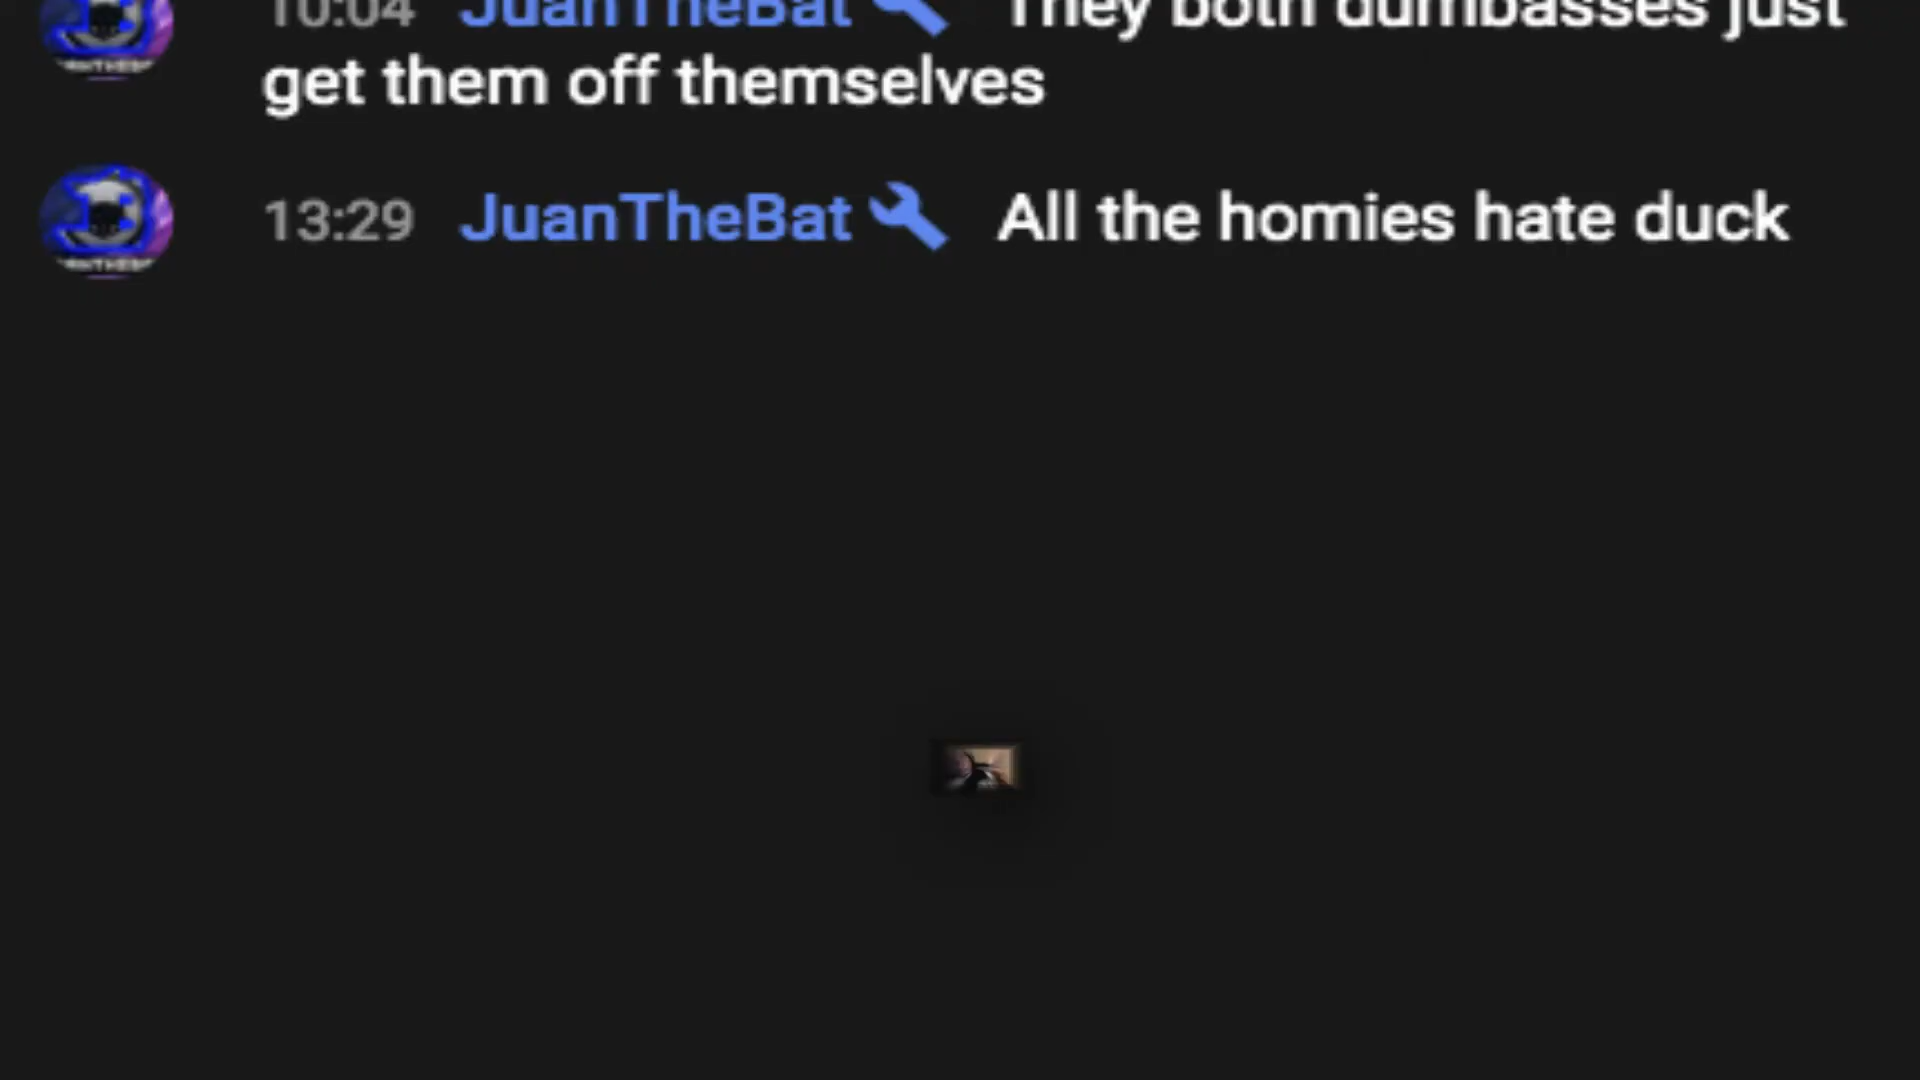 10:04 JuanTheBat They both dumbasses just
get them off themselves
13:29 JuanTheBat All the homies hate duck